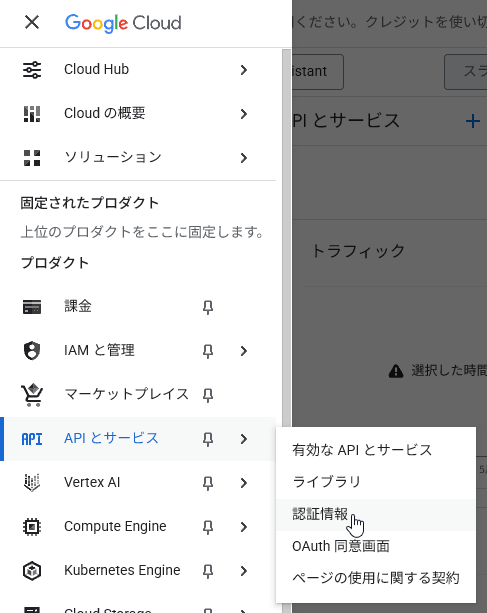 Google Cloud
ください。クレジットを使い切
Cloud Hub
istant
スラ
Cloud の概要
PI とサービス
ソリューション
固定されたプロダクト
上位のプロダクトをここに固定します。
トラフィック
プロダクト
課金
IAM と管理
選択した時間
マーケットプレイス
API API とサービス
有効な API とサービス
ライブラリ
Vertex AI
認証情報
Compute Engine
OAuth 同意画面
Kubernetes Engine
ページの使用に関する契約
Cloud Storage